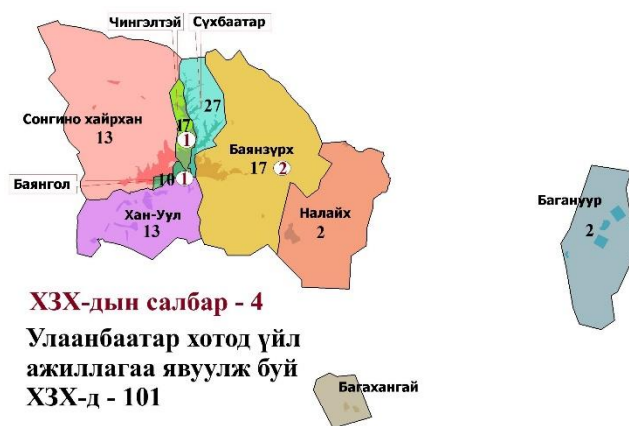 Чингэлтэй
Сүхбаатар
Сонгино хайрхан
13
17
1
27
Баянзүрх
17 2
Баянгол
10 1
Хан-Уул
13
Налайх
2
Багануур
2
ХЗХ-дын салбар - 4
Улаанбаатар хотод үйл
ажиллагаа явуулж буй
ХЗХ-д - 101
Багахангай